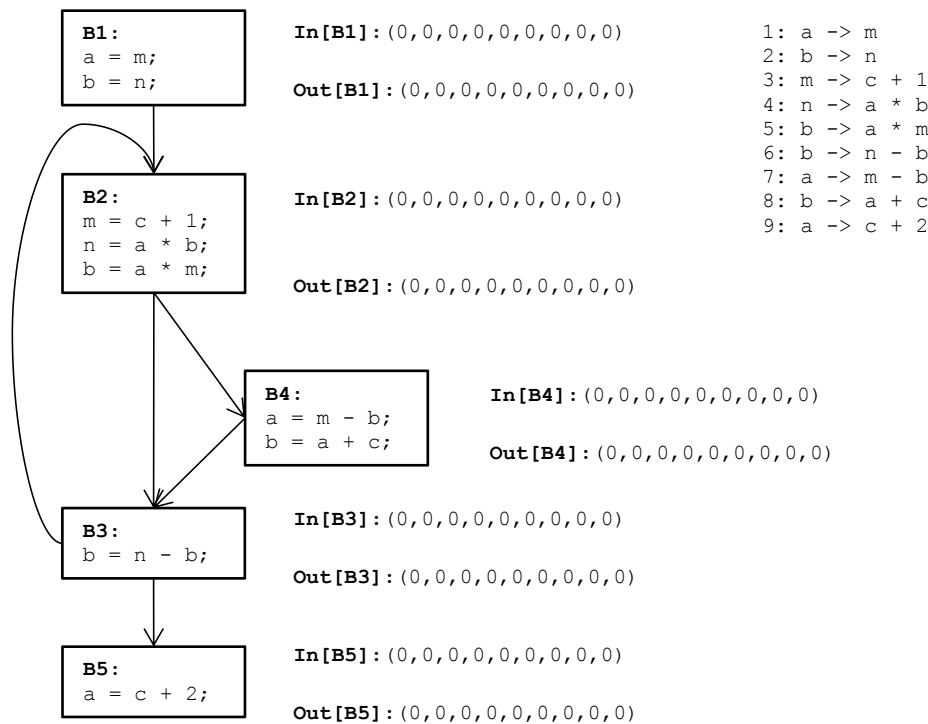 B1:
a = m;
b = n;
In[B1]:(0,0,0,0,0,0,0,0,0)
Out[B1]:(0,0,0,0,0,0,0,0,0)
1: a -> m
2: b -> n
3: m -> c + 1
4: n -> a * b
5: b -> a * m
6: b -> n - b
7: a -> m - b
8: b -> a + c
9: a -> c + 2
B2:
m = c + 1;
n = a * b;
b = a * m;
In[B2]:(0,0,0,0,0,0,0,0,0)
Out[B2]:(0,0,0,0,0,0,0,0,0)
B4:
a = m - b;
b = a + c;
In[B4]:(0,0,0,0,0,0,0,0,0)
Out[B4]:(0,0,0,0,0,0,0,0,0)
B3:
b = n - b;
In[B3]:(0,0,0,0,0,0,0,0,0)
Out[B3]:(0,0,0,0,0,0,0,0,0)
B5:
a = c + 2;
In[B5]:(0,0,0,0,0,0,0,0,0)
Out[B5]:(0,0,0,0,0,0,0,0,0)